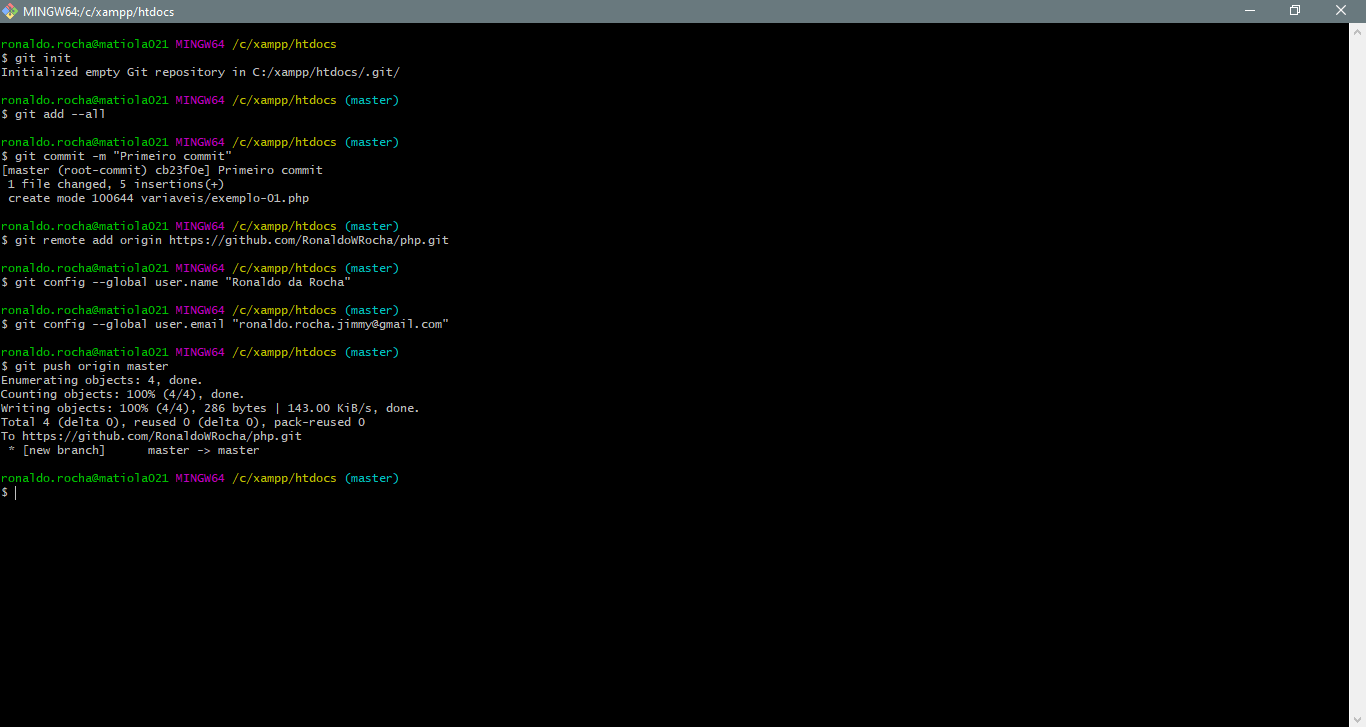 MINGW64:/c/xampp/htdocs
ronaldo.rocha@matiola021 MINGW64 /c/xampp/htdocs
$ git init
Initialized empty Git repository in C:/xampp/htdocs/.git/
ronaldo.rocha@matiola021 MINGW64 /c/xampp/htdocs (master)
$ git add --all
ronaldo.rocha@matiola021 MINGW64 /c/xampp/htdocs (master)
$ git commit -m "Primeiro commit"
[master (root-commit) cb23f0e] Primeiro commit
 1 file changed, 5 insertions(+)
 create mode 100644 variaveis/exemplo-01.php
ronaldo.rocha@matiola021 MINGW64 /c/xampp/htdocs (master)
$ git remote add origin https://github.com/RonaldoWRocha/php.git
ronaldo.rocha@matiola021 MINGW64 /c/xampp/htdocs (master)
$ git config --global user.name "Ronaldo da Rocha"
ronaldo.rocha@matiola021 MINGW64 /c/xampp/htdocs (master)
$ git config --global user.email "ronaldo.rocha.jimmy@gmail.com"
ronaldo.rocha@matiola021 MINGW64 /c/xampp/htdocs (master)
$ git push origin master
Enumerating objects: 4, done.
Counting objects: 100% (4/4), done.
Writing objects: 100% (4/4), 286 bytes | 143.00 KiB/s, done.
Total 4 (delta 0), reused 0 (delta 0), pack-reused 0
To https://github.com/RonaldoWRocha/php.git
 * [new branch]      master -> master
ronaldo.rocha@matiola021 MINGW64 /c/xampp/htdocs (master)
$